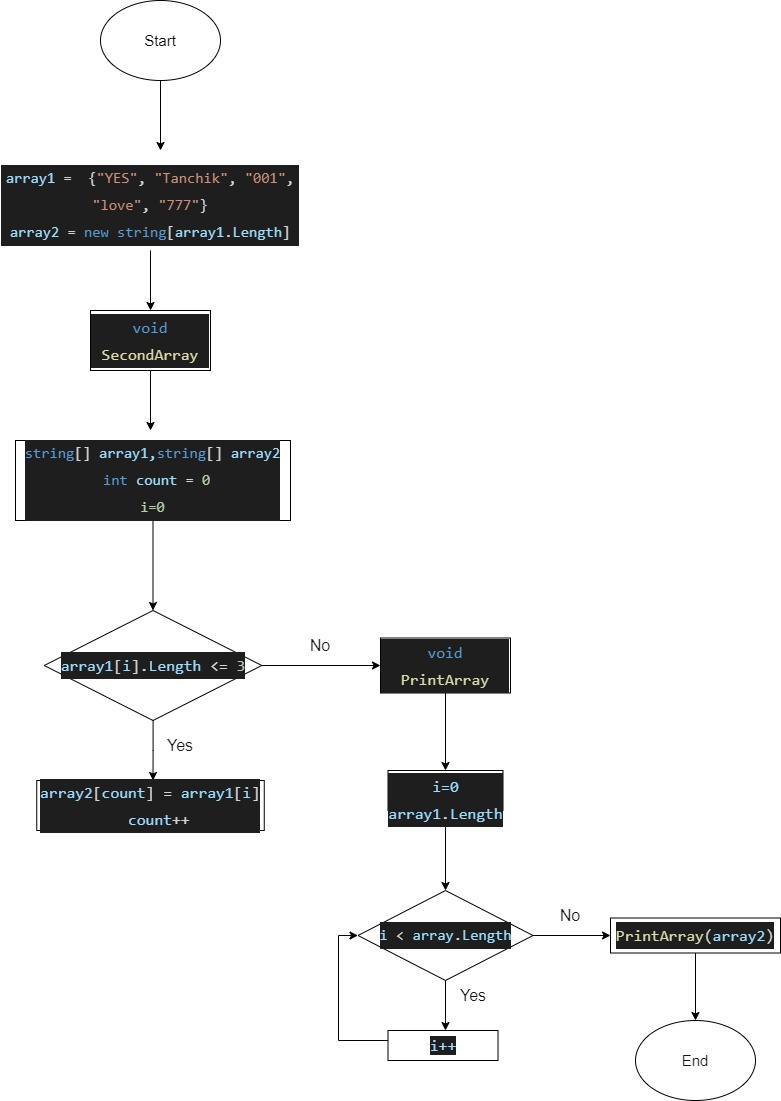 Start
array1 =  {"YES", "Tanchik", "001",
"love", "777"}
array2 = new string[array1.Length]
void
SecondArray
string[] array1,string[] array2
int count = 0
i=0
array1[i].Length <= 3
No
void
PrintArray
Yes
array2[count] = array1[i]
count++
i=0
array1.Length
i < array.Length
No
PrintArray(array2)
Yes
i++
End